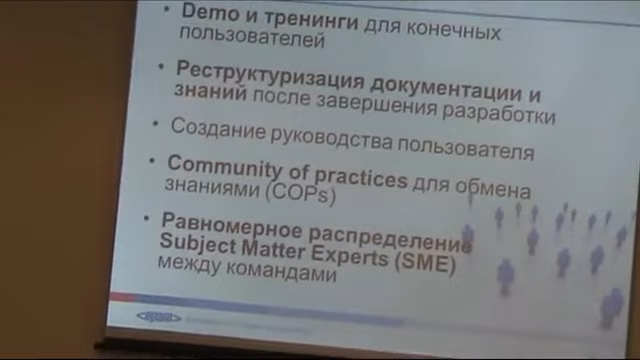 • Demo и тренинги для конечных
пользователей
• Реструктуризация документации и
знаний после завершения разработки
• Создание руководства пользователя
• Community of practices для обмена
знаниями (COPs)
• Равномерное распределение
Subject Matter Experts (SME)
между командами